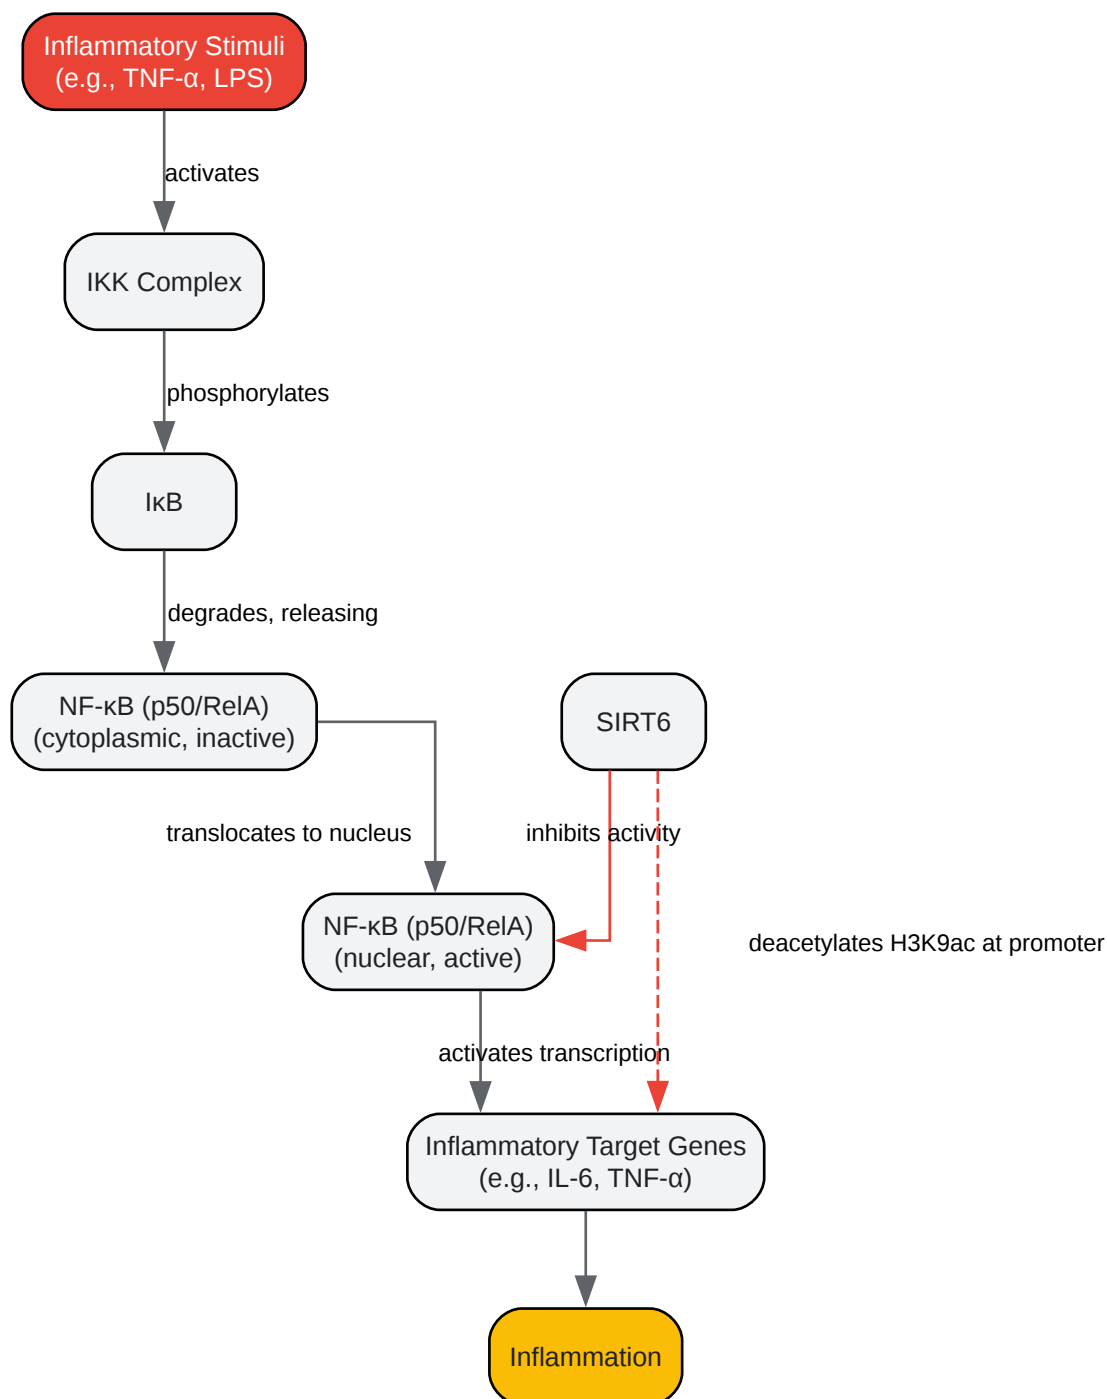 Inflammatory Stimuli
(e.g., TNF-α, LPS)
activates
IKK Complex
phosphorylates
IκB
degrades, releasing
NF-κB (p50/RelA)
(cytoplasmic, inactive)
SIRT6
translocates to nucleus
inhibits activity
NF-κB (p50/RelA)
(nuclear, active)
deacetylates H3K9ac at promoter
activates transcription
Inflammatory Target Genes
(e.g., IL-6, TNF-α)
Inflammation